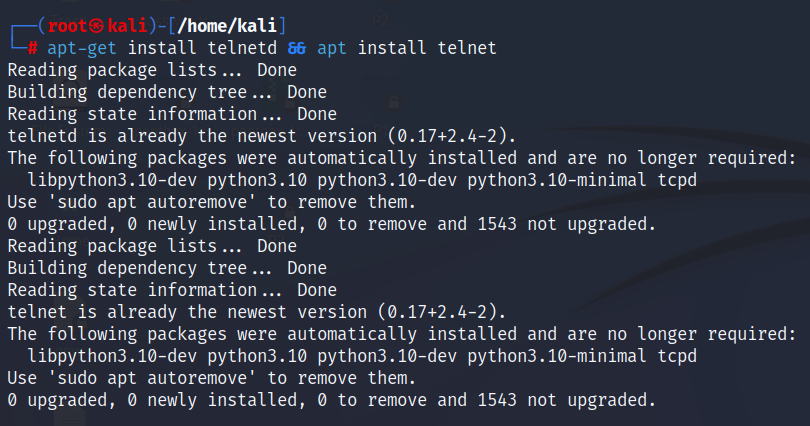 ┌──(root㉿kali)-[/home/kali]
└─# apt-get install telnetd && apt install telnet
Reading package lists... Done
Building dependency tree... Done
Reading state information... Done
telnetd is already the newest version (0.17+2.4-2).
The following packages were automatically installed and are no longer required:
  libpython3.10-dev python3.10 python3.10-dev python3.10-minimal tcpd
Use 'sudo apt autoremove' to remove them.
0 upgraded, 0 newly installed, 0 to remove and 1543 not upgraded.
Reading package lists... Done
Building dependency tree... Done
Reading state information... Done
telnet is already the newest version (0.17+2.4-2).
The following packages were automatically installed and are no longer required:
  libpython3.10-dev python3.10 python3.10-dev python3.10-minimal tcpd
Use 'sudo apt autoremove' to remove them.
0 upgraded, 0 newly installed, 0 to remove and 1543 not upgraded.